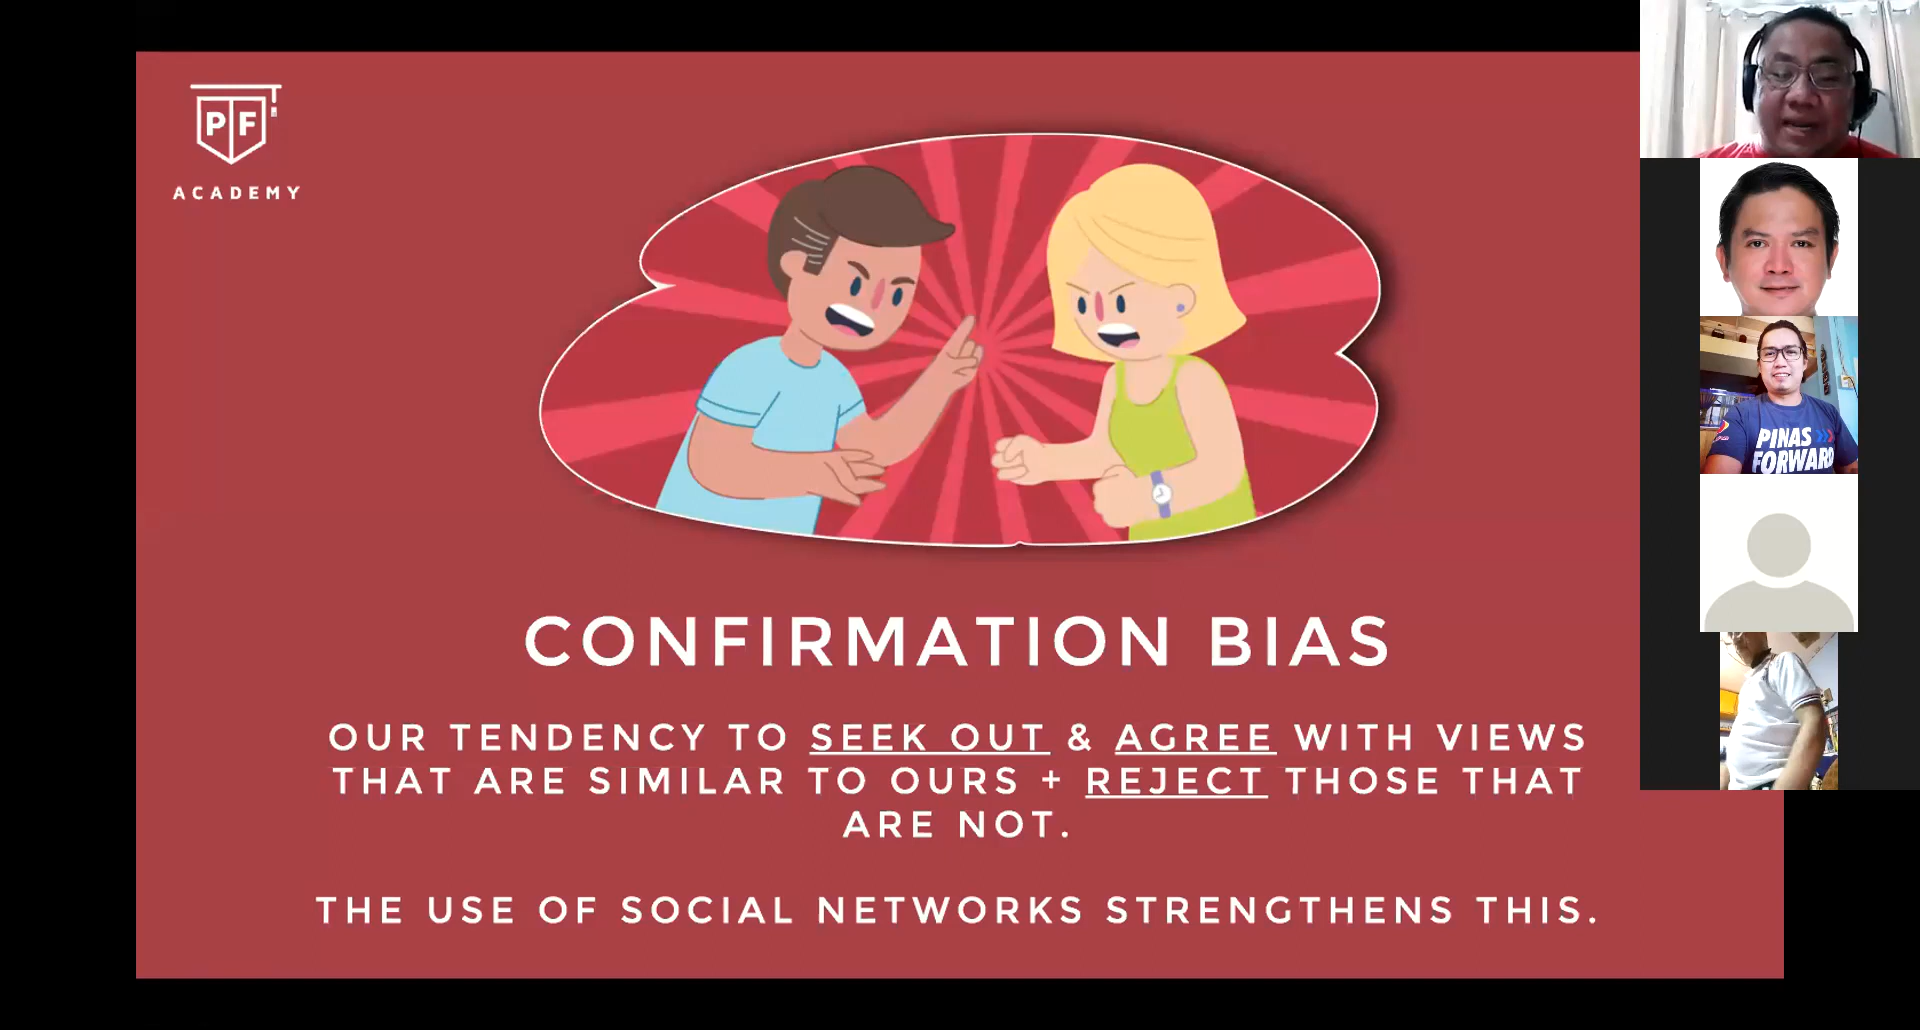 PF
ACADEMY
CONFIRMATION BIAS
OUR TENDENCY TO SEEK OUT & AGREE WITH VIEWS
THAT ARE SIMILAR TO OURS + REJECT THOSE THAT
ARE NOT.
THE USE OF SOCIAL NETWORKS STRENGTHENS THIS.
PINAS
FORWARD